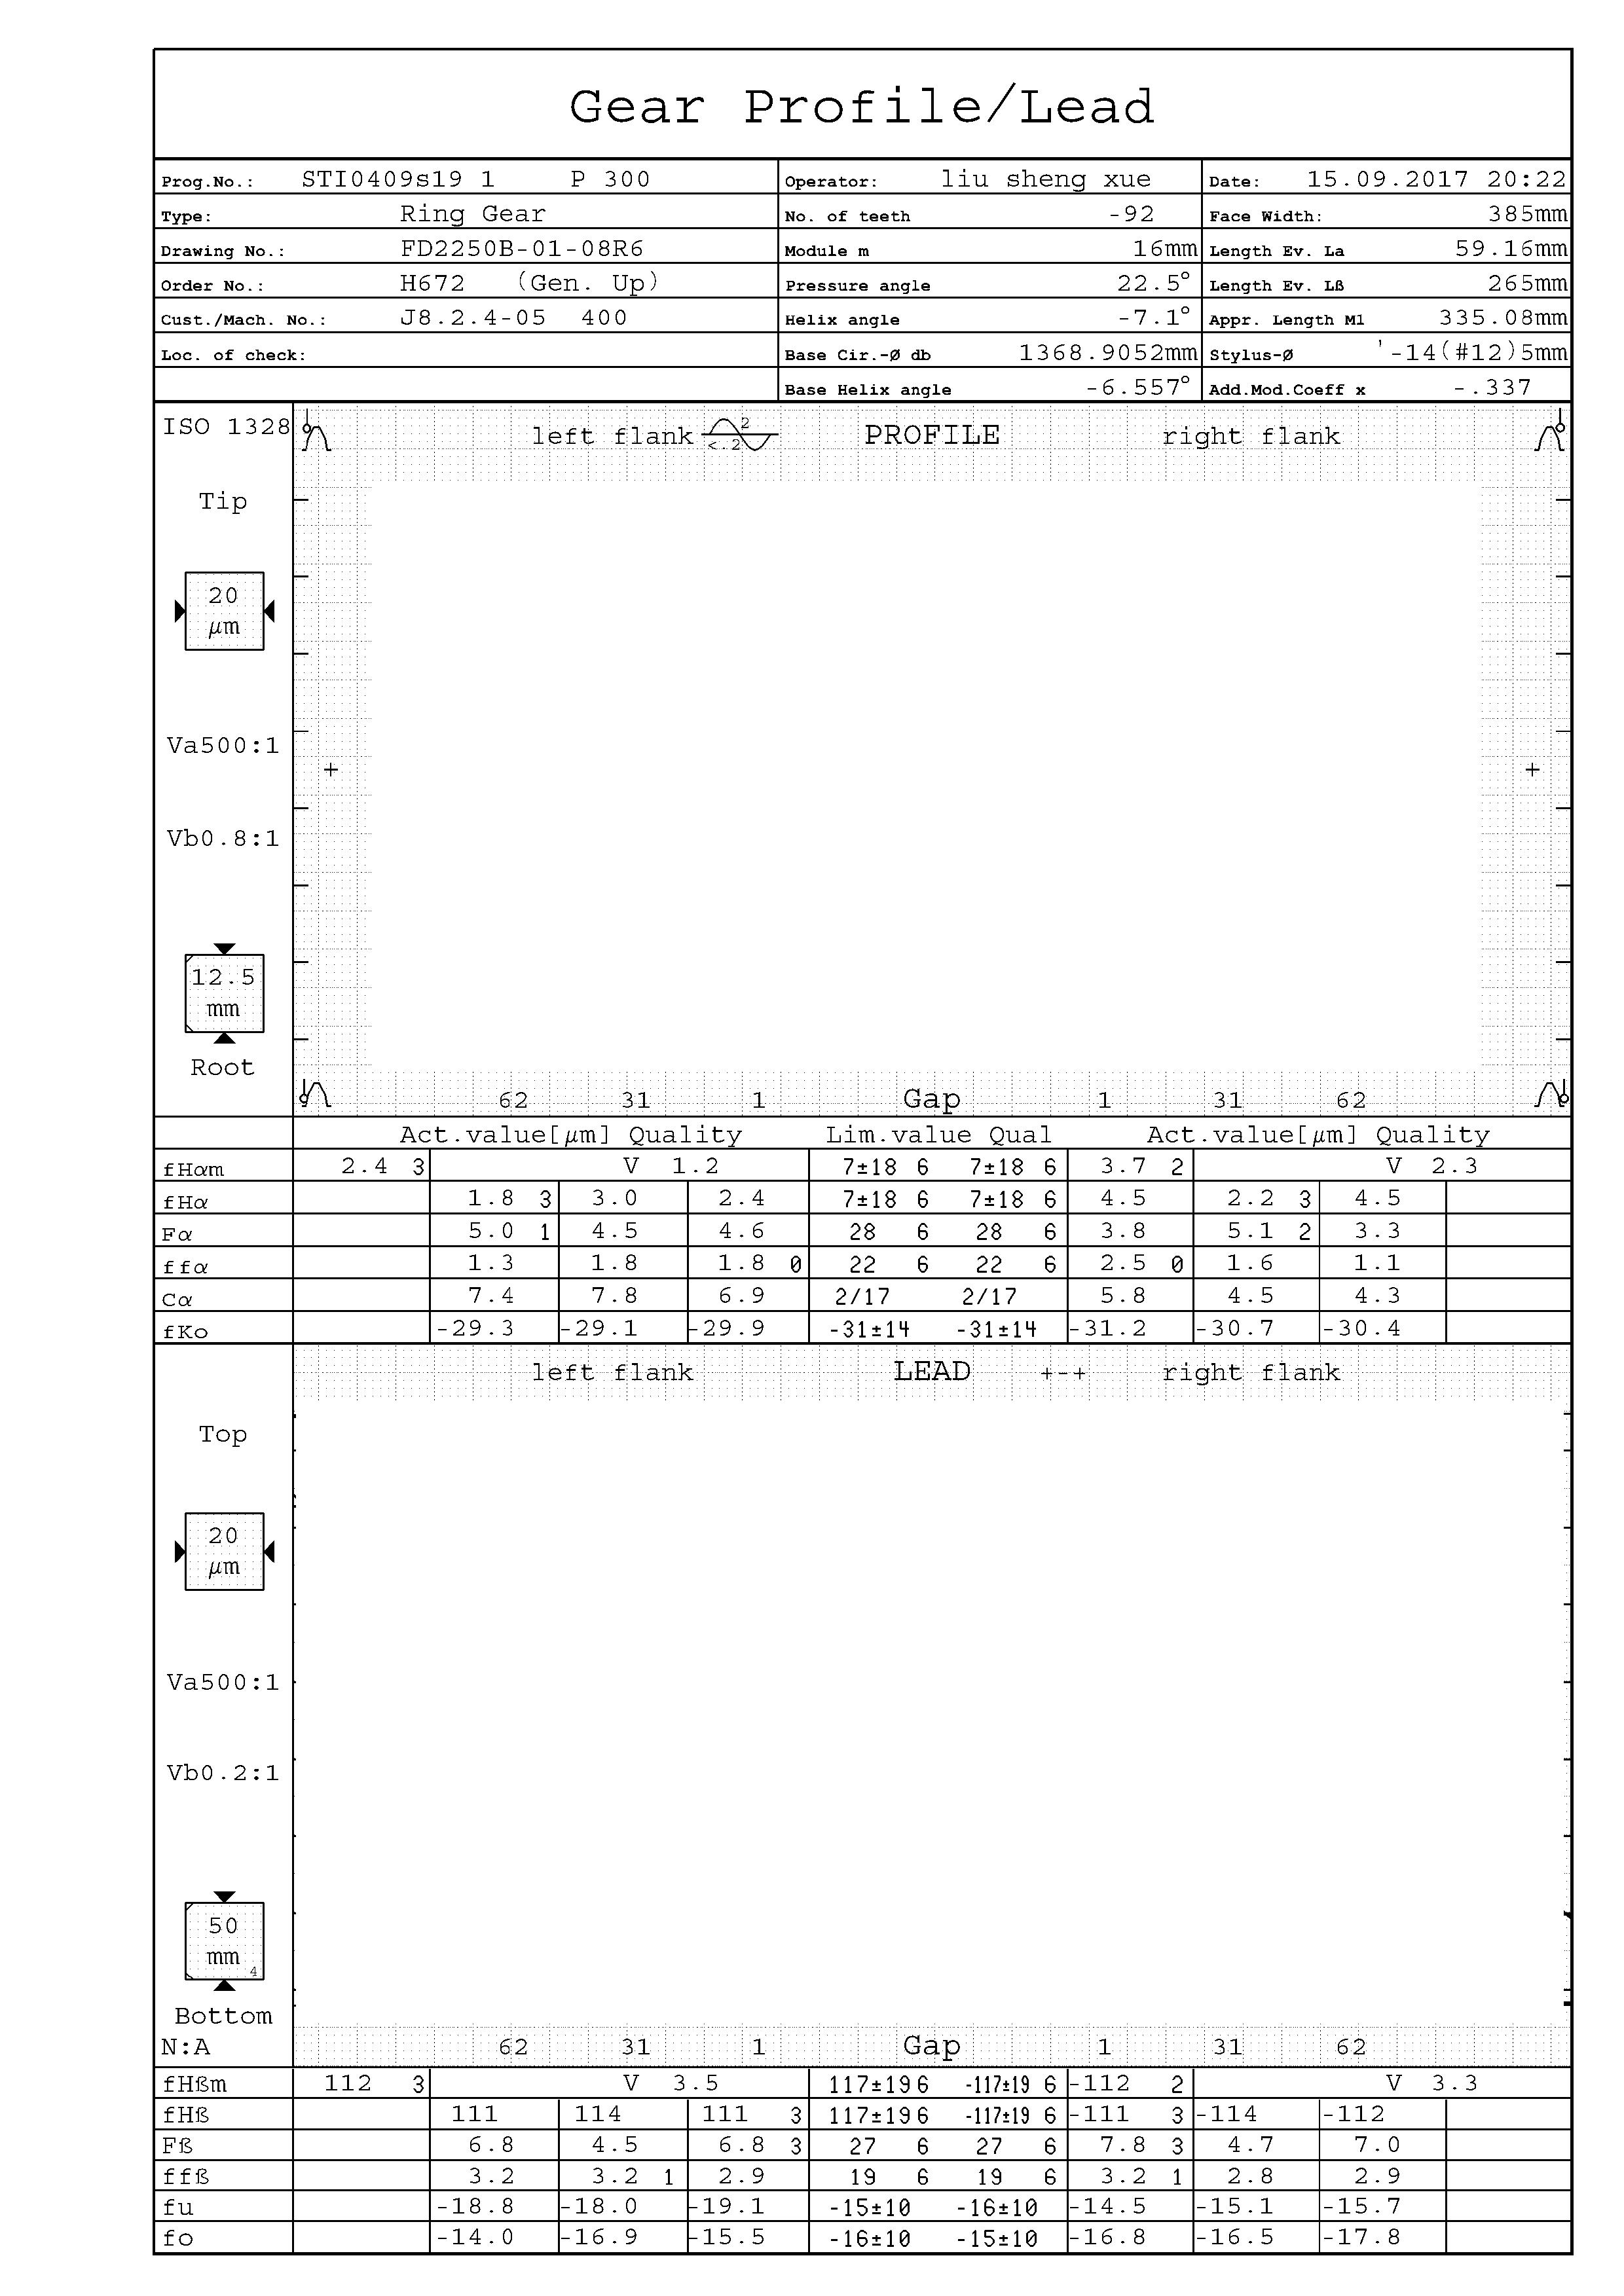 Gear Profile/Lead
Prog.No.: STI0409s19 1 P 300 Operator: liu sheng xue Date: 15.09.2017 20:22
Type: Ring Gear No. of teeth -92 Face Width: 385mm
Drawing No.: FD2250B-01-08R6 Module m 16mm Length Ev. La 59.16mm
Order No.: H672 (Gen. Up) Pressure angle 22.5° Length Ev. Lß 265mm
Cust./Mach. No.: J8.2.4-05 400 Helix angle -7.1° Appr. Length M1 335.08mm
Loc. of check: Base Cir.-Ø db 1368.9052mm Stylus-Ø '-14(#12)5mm
Base Helix angle -6.557° Add.Mod.Coeff x -.337
ISO 1328 left flank 2 <.2 PROFILE right flank
Tip
20
µm
Va500:1
+ +
Vb0.8:1
12.5
mm
Root
62 31 1 Gap 1 31 62
Act.value[µm] Quality Lim.value Qual Act.value[µm] Quality
fHαm 2.4 3 V 1.2 7±18 6 7±18 6 3.7 2 V 2.3
fHα 1.8 3 3.0 2.4 7±18 6 7±18 6 4.5 2.2 3 4.5
Fα 5.0 1 4.5 4.6 28 6 28 6 3.8 5.1 2 3.3
ffα 1.3 1.8 1.8 0 22 6 22 6 2.5 0 1.6 1.1
Cα 7.4 7.8 6.9 2/17 2/17 5.8 4.5 4.3
fKo -29.3 -29.1 -29.9 -31±14 -31±14 -31.2 -30.7 -30.4
left flank LEAD +-+ right flank
Top
20
µm
Va500:1
Vb0.2:1
50
mm 4
Bottom
N:A 62 31 1 Gap 1 31 62
fHßm 112 3 V 3.5 117±19 6 -117±19 6 -112 2 V 3.3
fHß 111 114 111 3 117±19 6 -117±19 6 -111 3 -114 -112
Fß 6.8 4.5 6.8 3 27 6 27 6 7.8 3 4.7 7.0
ffß 3.2 3.2 1 2.9 19 6 19 6 3.2 1 2.8 2.9
fu -18.8 -18.0 -19.1 -15±10 -16±10 -14.5 -15.1 -15.7
fo -14.0 -16.9 -15.5 -16±10 -15±10 -16.8 -16.5 -17.8